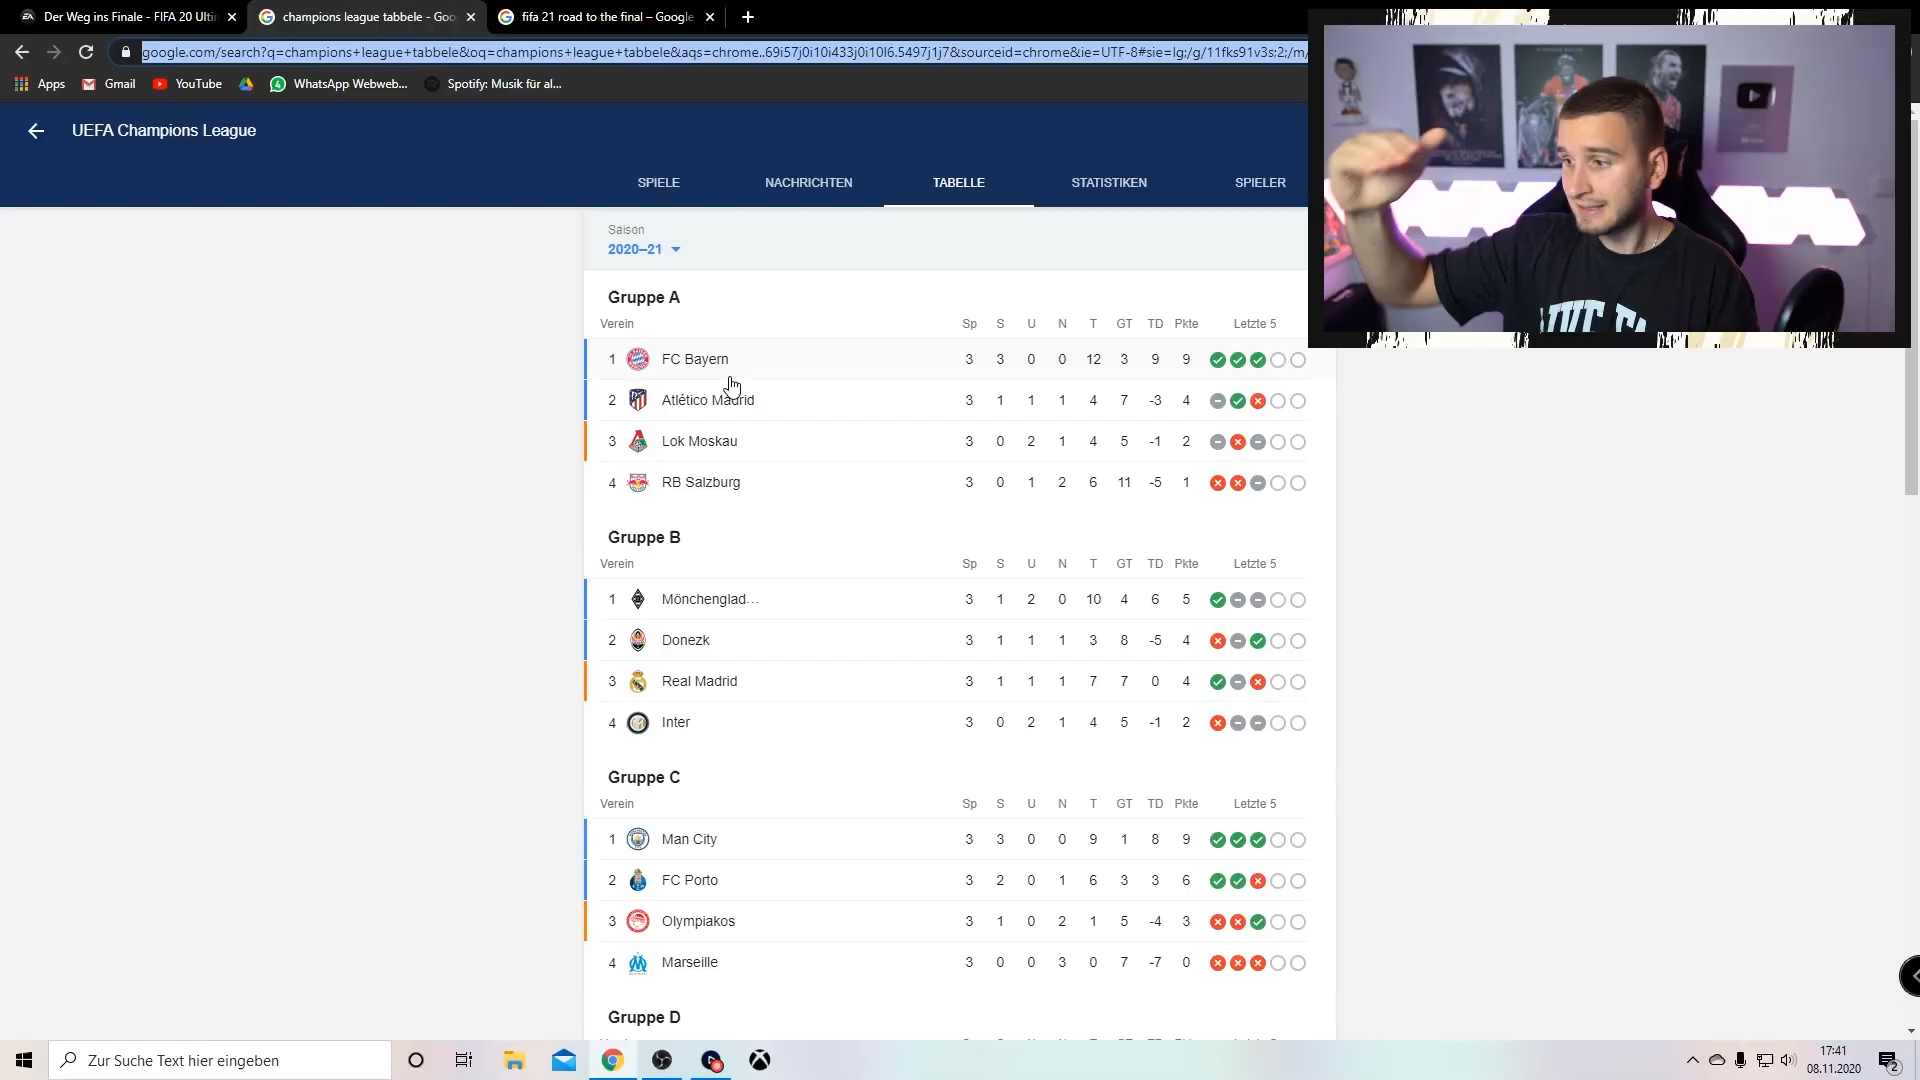 Der Weg ins Finale - FIFA 20 Ulti
champions league tabbele - Goo
fifa 21 road to the final – Google
google.com/search?q=champions+league+tabbele&oq=champions+league+tabbele&aqs=chrome..69i57j0i10i433j0i10l6.5497j1j7&sourceid=chrome&ie=UTF-8#sie=lg;/g/11fks91v3s;2;/m/
Apps
Gmail
YouTube
WhatsApp Webweb...
Spotify: Musik für al...
UEFA Champions League
SPIELE NACHRICHTEN TABELLE STATISTIKEN SPIELER
Saison
2020–21
Gruppe A
Verein Sp S U N T GT TD Pkte Letzte 5
1 FC Bayern 3 3 0 0 12 3 9 9
2 Atlético Madrid 3 1 1 1 4 7 -3 4
3 Lok Moskau 3 0 2 1 4 5 -1 2
4 RB Salzburg 3 0 1 2 6 11 -5 1
Gruppe B
Verein Sp S U N T GT TD Pkte Letzte 5
1 Mönchenglad... 3 1 2 0 10 4 6 5
2 Donezk 3 1 1 1 3 8 -5 4
3 Real Madrid 3 1 1 1 7 7 0 4
4 Inter 3 0 2 1 4 5 -1 2
Gruppe C
Verein Sp S U N T GT TD Pkte Letzte 5
1 Man City 3 3 0 0 9 1 8 9
2 FC Porto 3 2 0 1 6 3 3 6
3 Olympiakos 3 1 0 2 1 5 -4 3
4 Marseille 3 0 0 3 0 7 -7 0
Gruppe D
Zur Suche Text hier eingeben
17:41
08.11.2020
2